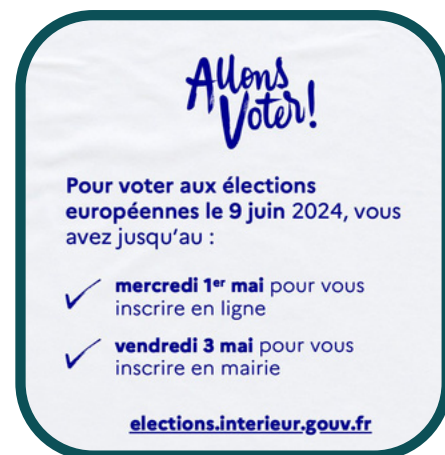 Allons
Voter!
Pour voter aux élections
européennes le 9 juin 2024, vous
avez jusqu'au :
mercredi 1er mai pour vous
inscrire en ligne
vendredi 3 mai pour vous
inscrire en mairie
elections.interieur.gouv.fr